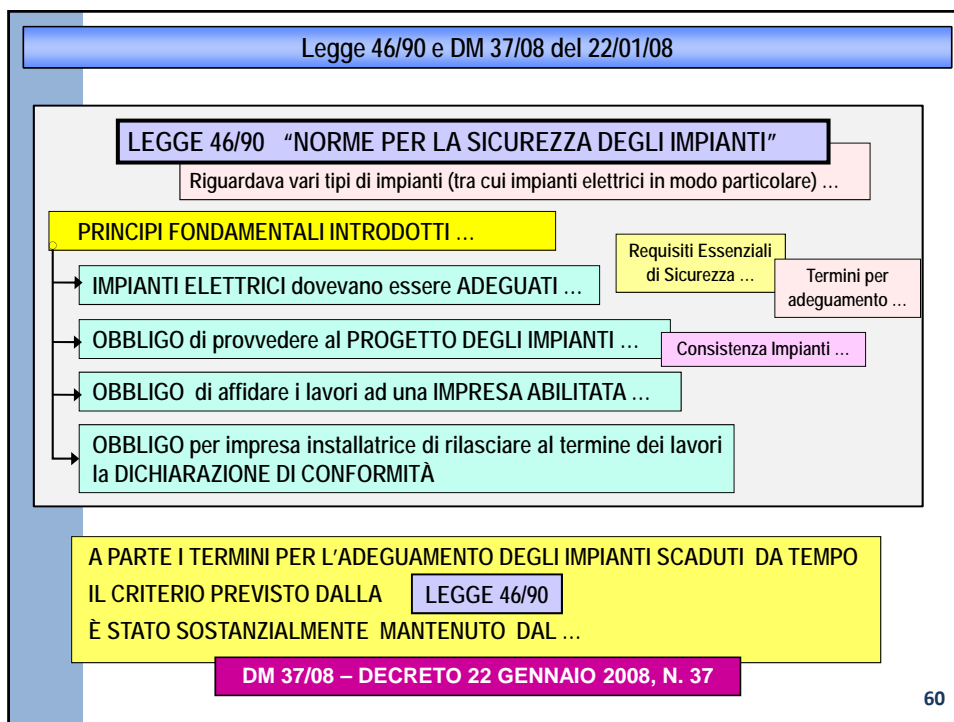 Legge 46/90 e DM 37/08 del 22/01/08
LEGGE 46/90 “NORME PER LA SICUREZZA DEGLI IMPIANTI”
Riguardava vari tipi di impianti (tra cui impianti elettrici in modo particolare) …
PRINCIPI FONDAMENTALI INTRODOTTI …
Requisiti Essenziali
di Sicurezza …
Termini per
adeguamento …
IMPIANTI ELETTRICI dovevano essere ADEGUATI …
OBBLIGO di provvedere al PROGETTO DEGLI IMPIANTI …
Consistenza Impianti …
OBBLIGO di affidare i lavori ad una IMPRESA ABILITATA …
OBBLIGO per impresa installatrice di rilasciare al termine dei lavori
la DICHIARAZIONE DI CONFORMITÀ
A PARTE I TERMINI PER L'ADEGUAMENTO DEGLI IMPIANTI SCADUTI DA TEMPO
IL CRITERIO PREVISTO DALLA LEGGE 46/90
È STATO SOSTANZIALMENTE MANTENUTO DAL …
DM 37/08 – DECRETO 22 GENNAIO 2008, N. 37
60